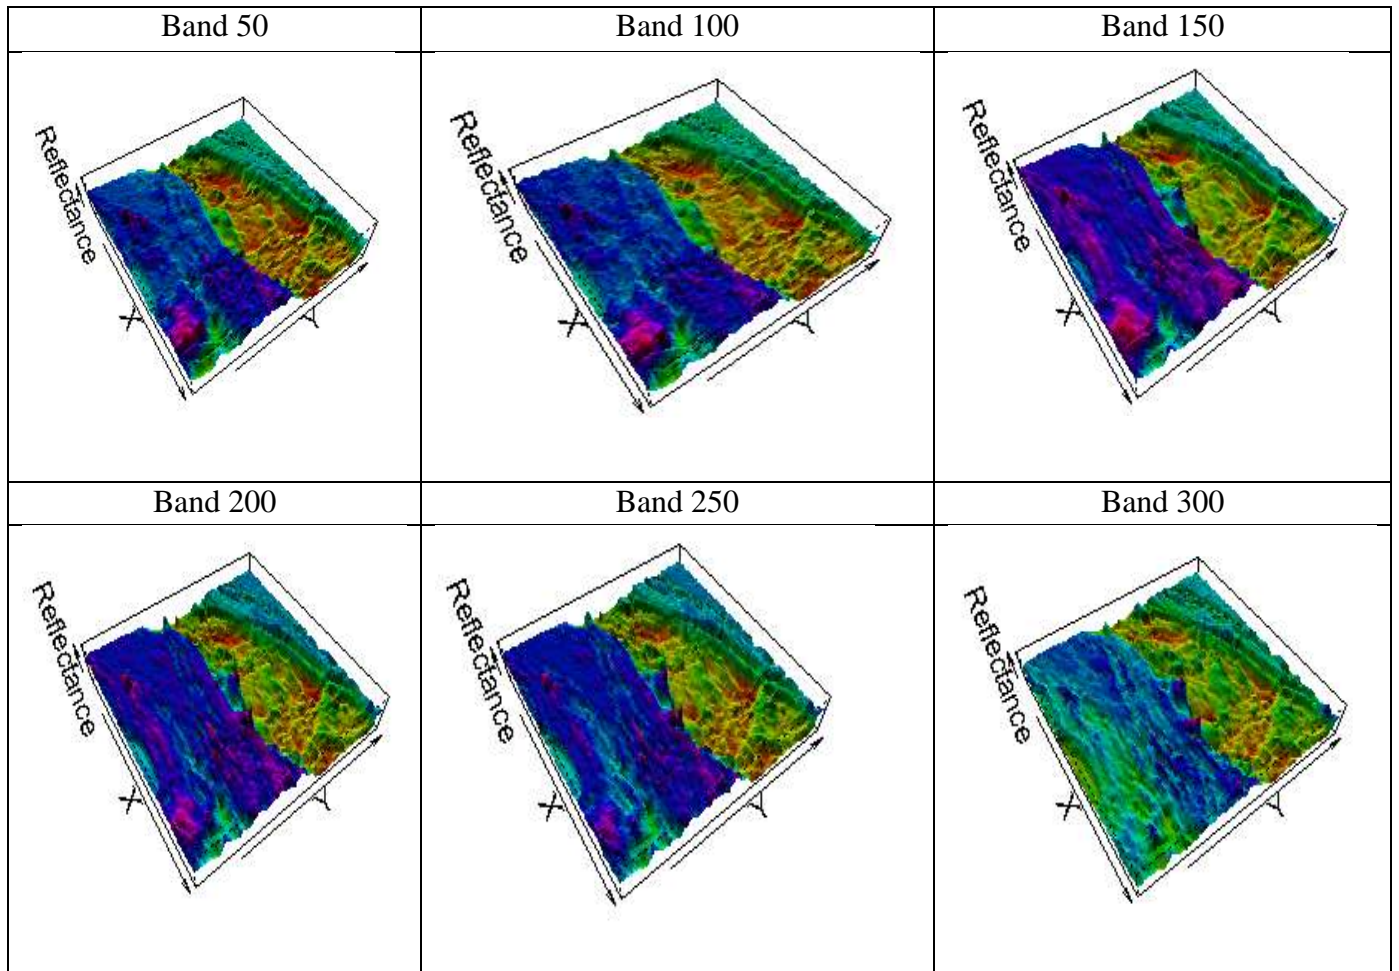 Band 50
Band 100
Band 150
Reflectance
X
Y
Reflectance
X
Y
Reflectance
X
Y
Band 200
Band 250
Band 300
Reflectance
X
Y
Reflectance
X
Y
Reflectance
X
Y